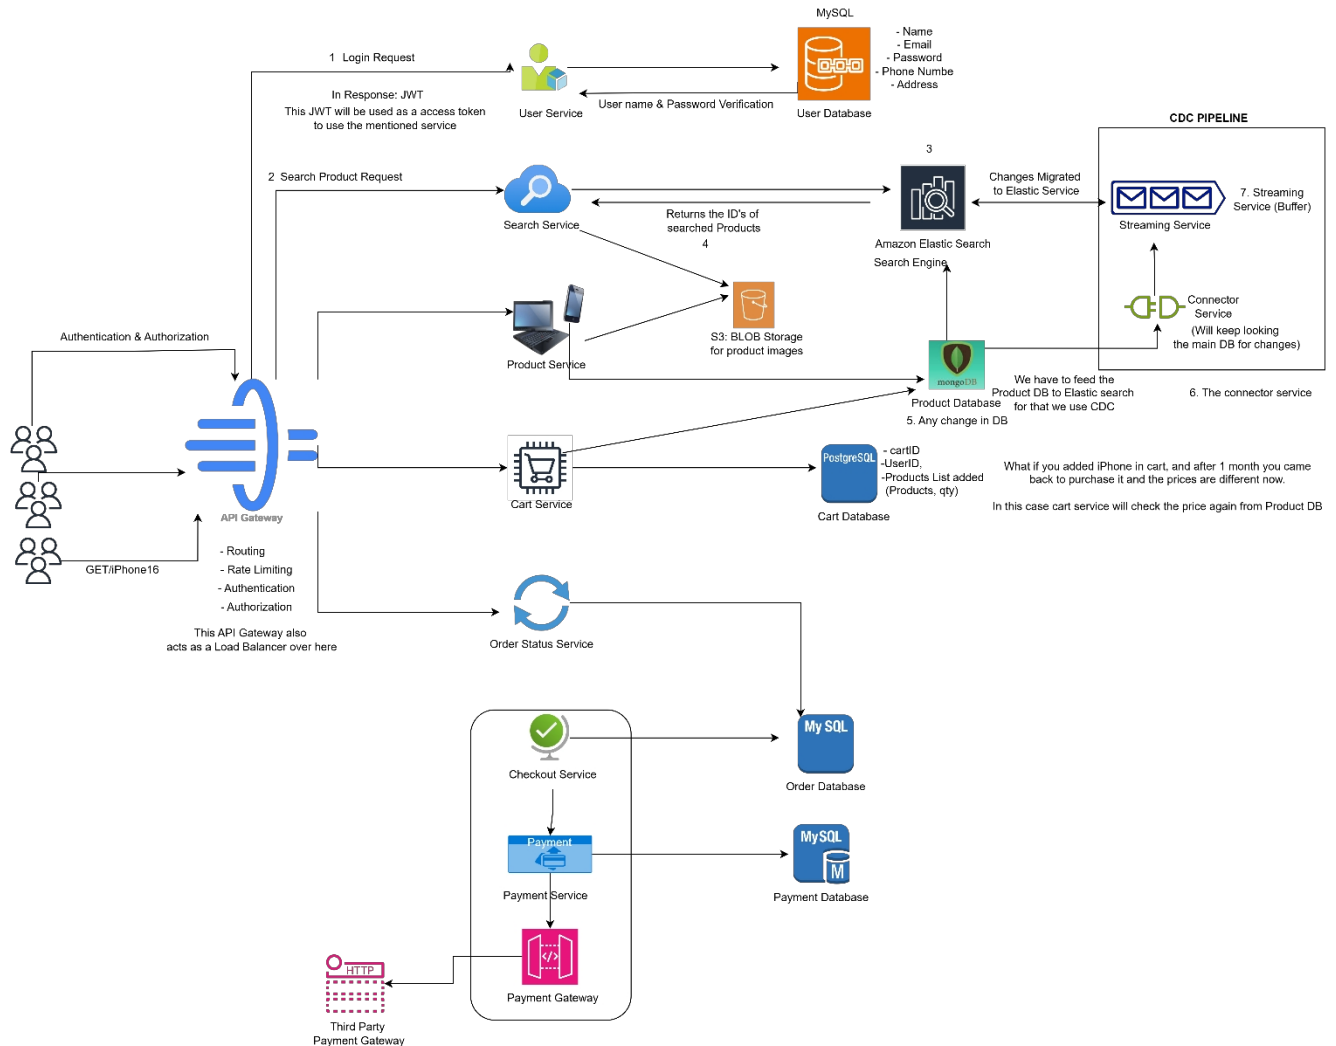 MySQL
- Name
- Email
- Password
- Phone Numbe
- Address
User Database
1  Login Request
In Response: JWT
This JWT will be used as a access token
to use the mentioned service
User Service
User name & Password Verification
CDC PIPELINE
2  Search Product Request
Search Service
Returns the ID's of
searched Products
4
3
Amazon Elastic Search
Search Engine
Changes Migrated
to Elastic Service
Streaming Service
7. Streaming
Service (Buffer)
Connector
Service
(Will keep looking
the main DB for changes)
6. The connector service
S3: BLOB Storage
for product images
Product Service
mongoDB
Product Database
5. Any change in DB
We have to feed the
Product DB to Elastic search
for that we use CDC
Authentication & Authorization
API Gateway
GET/iPhone16
- Routing
- Rate Limiting
- Authentication
- Authorization
This API Gateway also
acts as a Load Balancer over here
Cart Service
PostgreSQL
- cartID
-UserID,
-Products List added
(Products, qty)
Cart Database
What if you added iPhone in cart, and after 1 month you came
back to purchase it and the prices are different now.
In this case cart service will check the price again from Product DB
Order Status Service
My SQL
Order Database
Checkout Service
Payment
Payment Service
MySQL
M
Payment Database
Payment Gateway
HTTP
Third Party
Payment Gateway